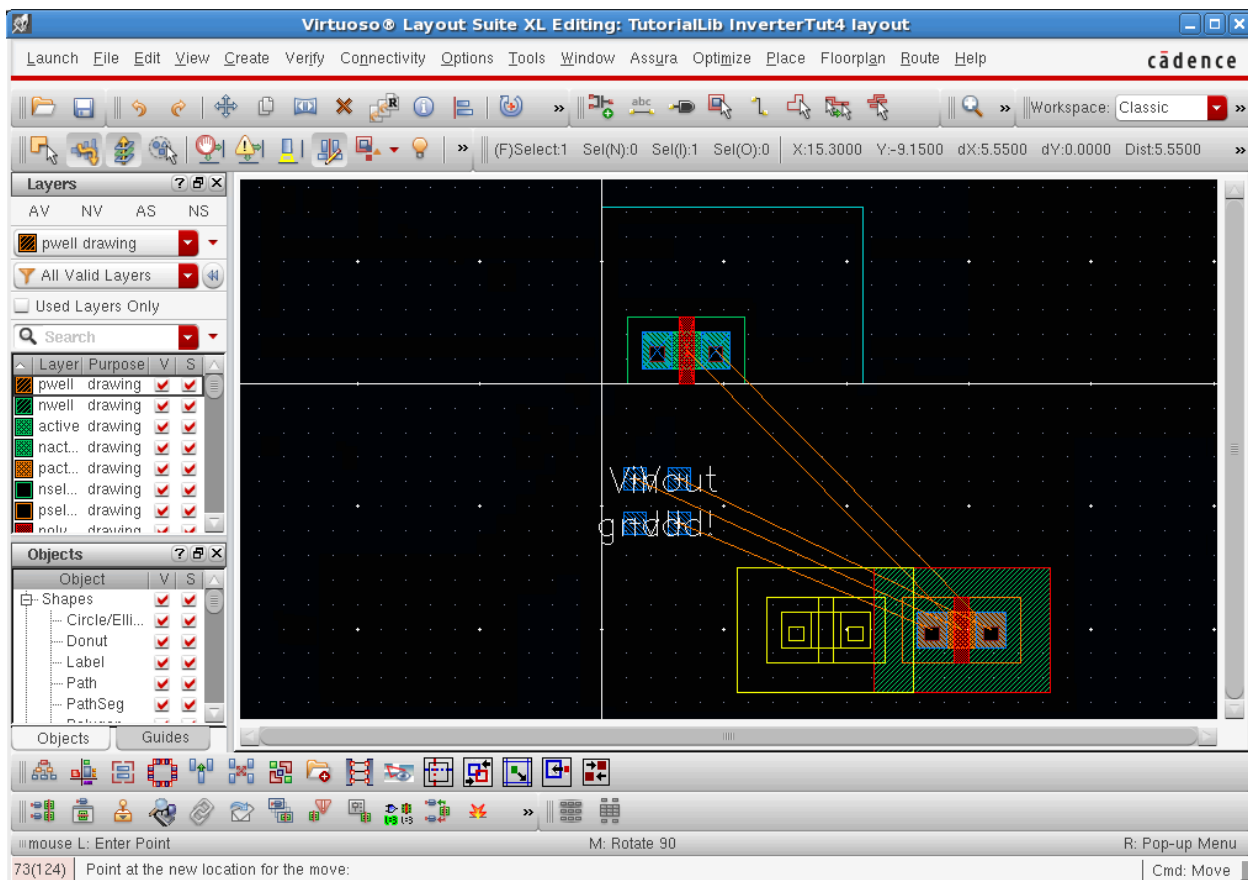 Virtuoso® Layout Suite XL Editing: TutorialLib InverterTut4 layout
Launch File Edit View Create Verify Connectivity Options Tools Window Assura Optimize Place Floorplan Route Help cādence
R abc » » Workspace: Classic »
» (F)Select:1 Sel(N):0 Sel(I):1 Sel(O):0 X:15.3000 Y:-9.1500 dX:5.5500 dY:0.0000 Dist:5.5500 »
Layers
AV NV AS NS
pwell drawing
All Valid Layers
Used Layers Only
Search
Layer Purpose V S
pwell drawing
nwell drawing
active drawing
nact... drawing
pact... drawing
nsel... drawing
psel... drawing
poly drawing
Objects
Object V S
Shapes
Circle/Elli...
Donut
Label
Path
PathSeg
Polygon
Objects Guides
Vout
mouse L: Enter Point M: Rotate 90 R: Pop-up Menu
73(124) Point at the new location for the move: Cmd: Move